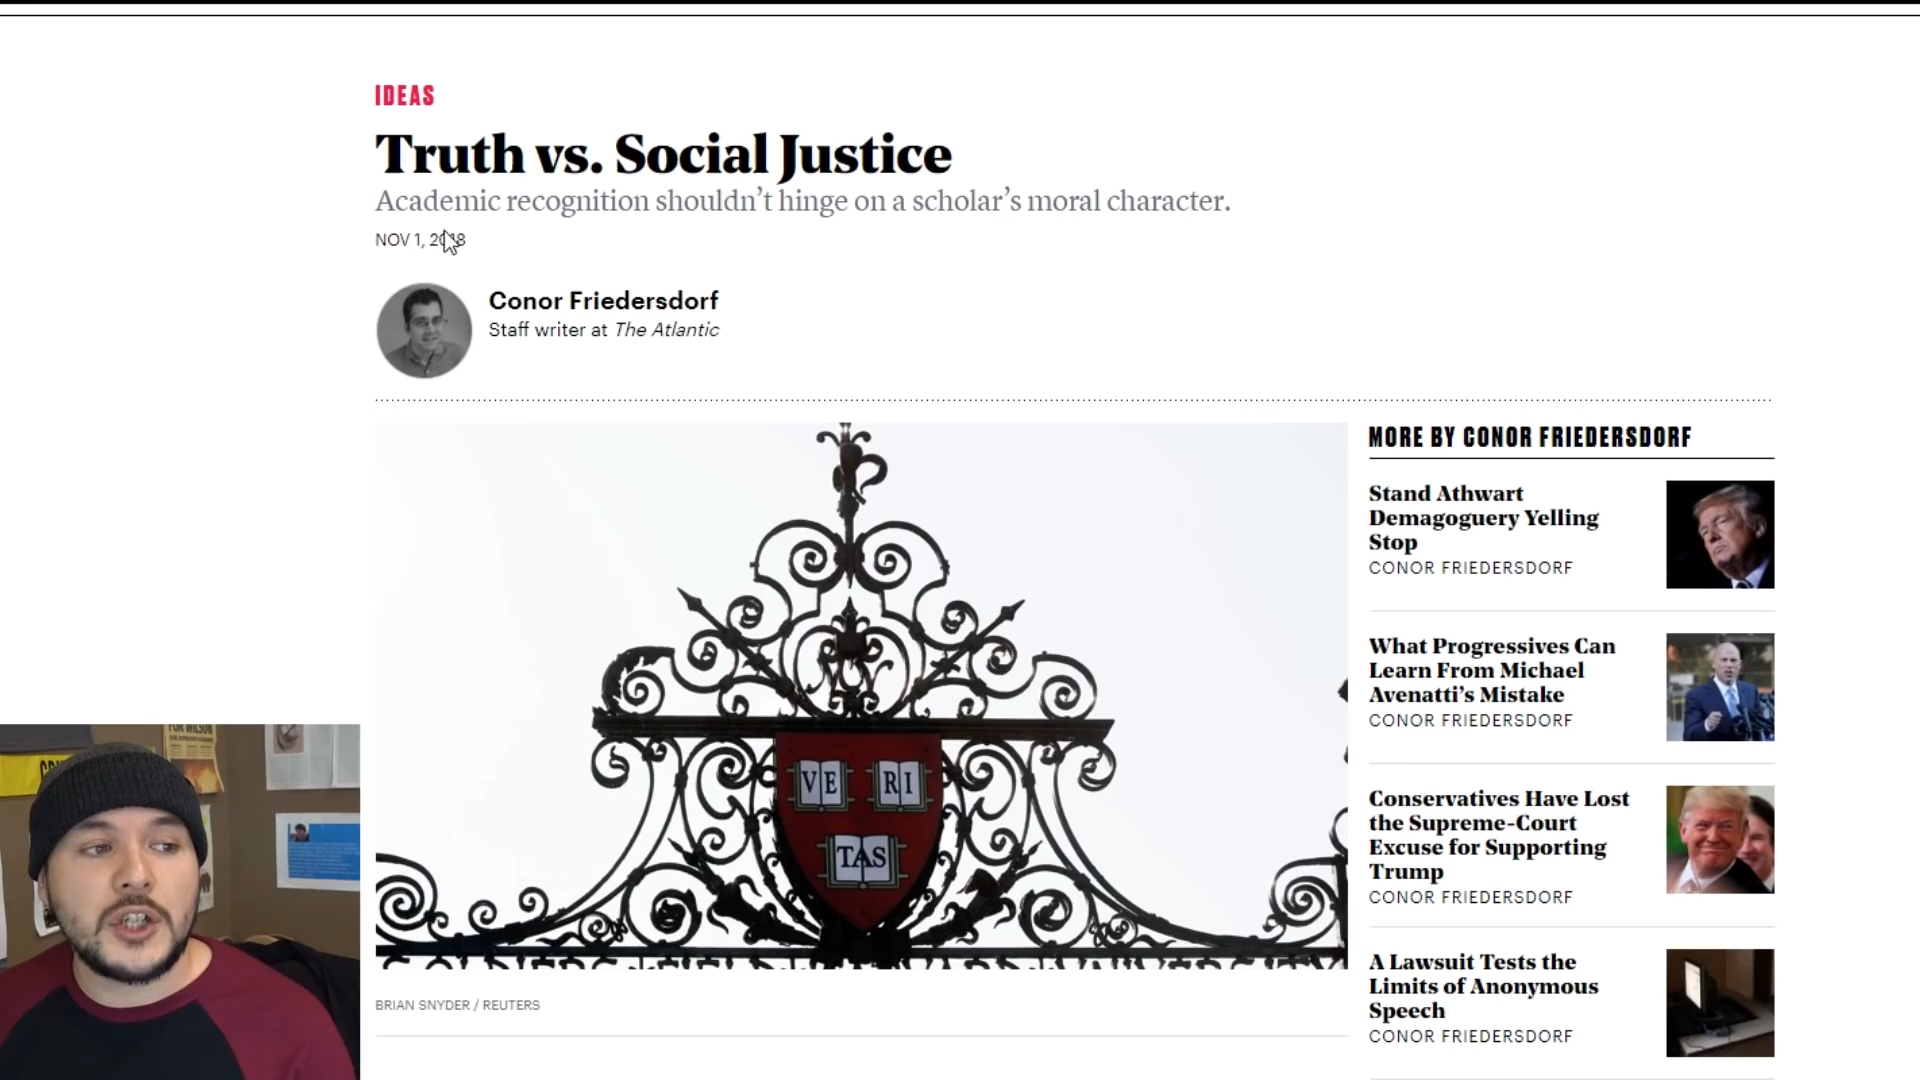 IDEAS
Truth vs. Social Justice
Academic recognition shouldn't hinge on a scholar's moral character.
NOV 1, 2018
Conor Friedersdorf
Staff writer at The Atlantic
VE RI
TAS
BRIAN SNYDER / REUTERS
MORE BY CONOR FRIEDERSDORF
Stand Athwart
Demagoguery Yelling
Stop
CONOR FRIEDERSDORF
What Progressives Can
Learn From Michael
Avenatti's Mistake
CONOR FRIEDERSDORF
Conservatives Have Lost
the Supreme-Court
Excuse for Supporting
Trump
CONOR FRIEDERSDORF
A Lawsuit Tests the
Limits of Anonymous
Speech
CONOR FRIEDERSDORF